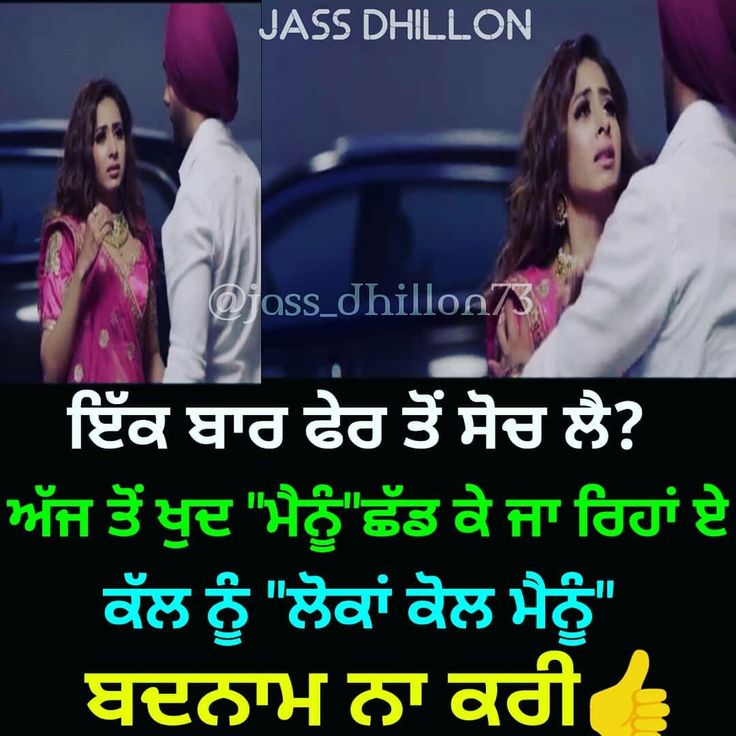 JASS DHILLON
@jass_dhillon73
ਇੱਕ ਬਾਰ ਫੇਰ ਤੋਂ ਸੋਚ ਲੈ?
ਅੱਜ ਤੋਂ ਖੁਦ "ਮੈਨੂੰ"ਛੱਡ ਕੇ ਜਾ ਰਿਹਾਂ ਏ
ਕੱਲ ਨੂੰ "ਲੋਕਾਂ ਕੋਲ ਮੈਨੂੰ"
ਬਦਨਾਮ ਨਾ ਕਰੀ👍